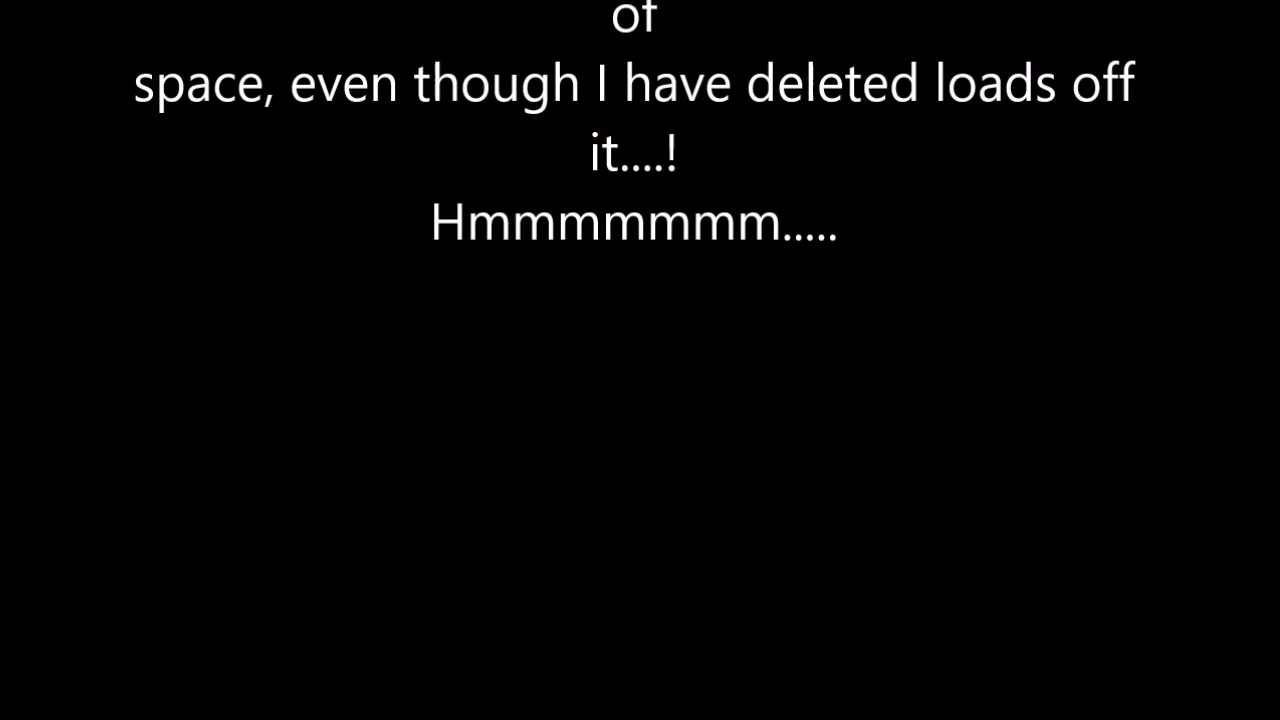 of
space, even though I have deleted loads off
it....!
Hmmmmmmm.....